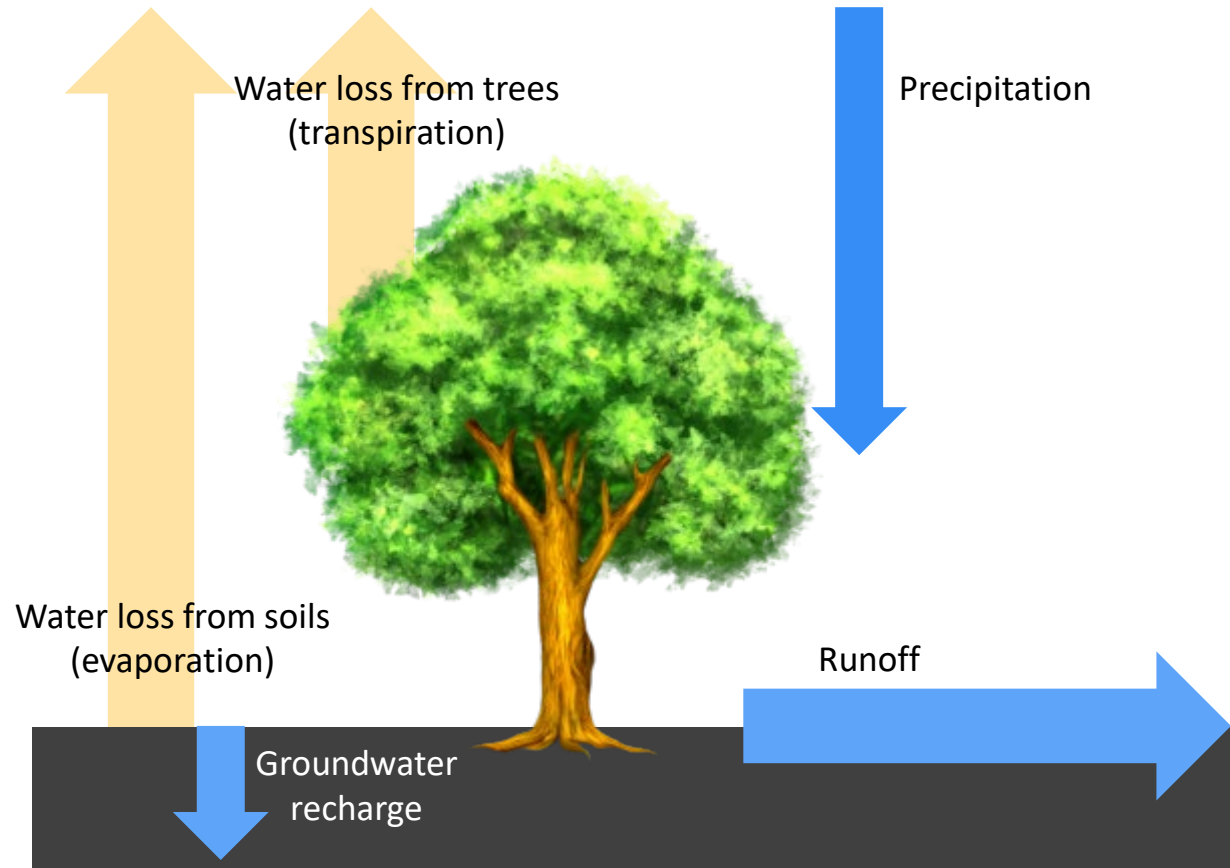 Water loss from trees
(transpiration)
Precipitation
Water loss from soils
(evaporation)
Runoff
Groundwater
recharge